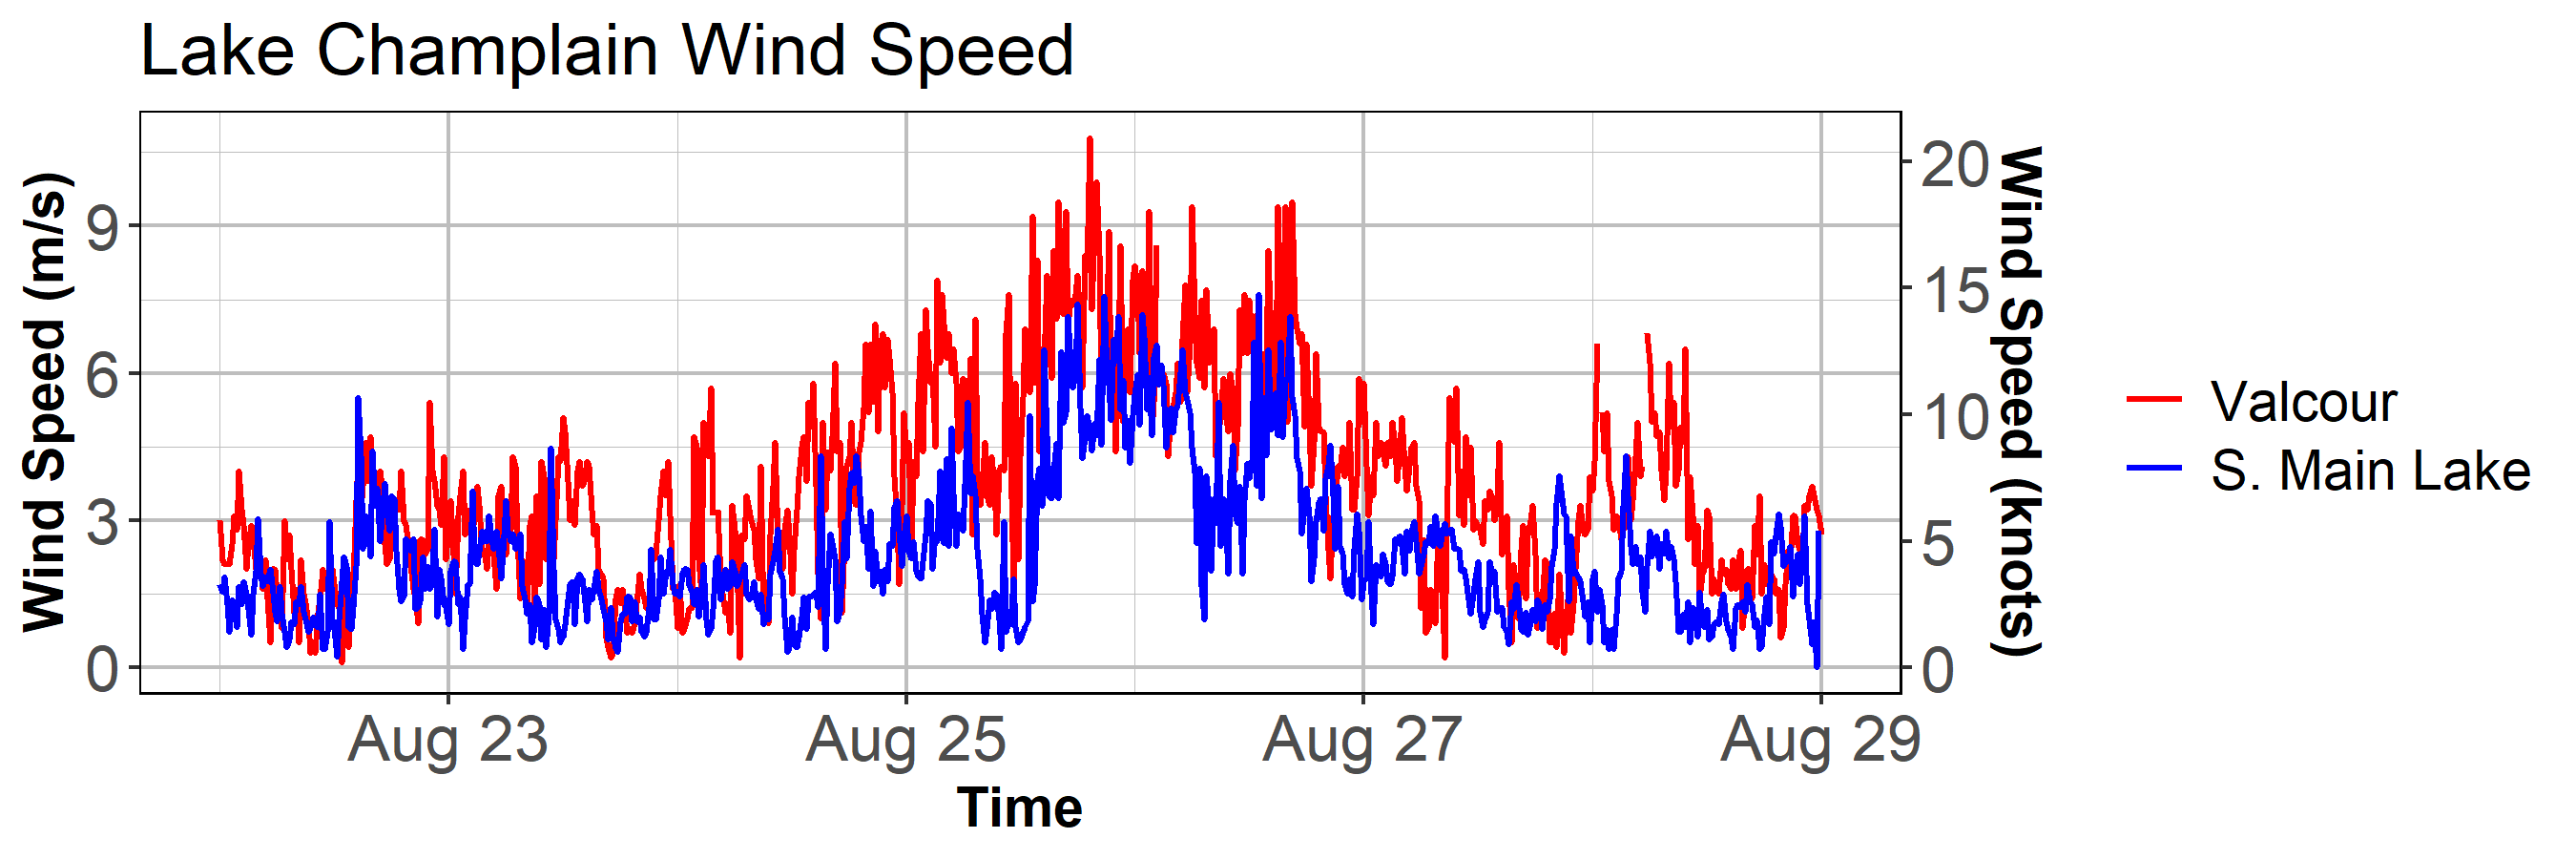 Lake Champlain Wind Speed
Wind Speed (m/s)
9
6
3
0
20
15
10
5
0
Wind Speed (knots)
Aug 23
Aug 25
Aug 27
Aug 29
Time
Valcour
S. Main Lake